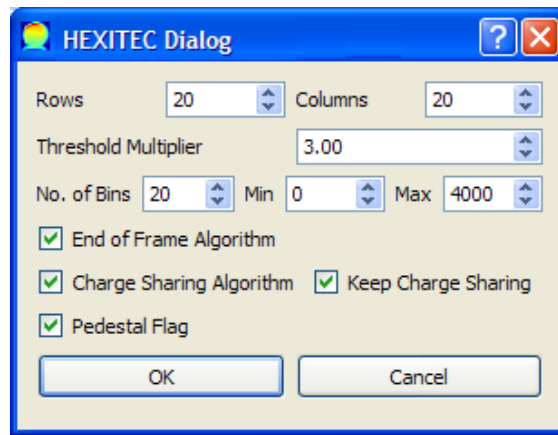 HEXITEC Dialog ?
Rows 20 Columns 20
Threshold Multiplier 3.00
No. of Bins 20 Min 0 Max 4000
End of Frame Algorithm
Charge Sharing Algorithm Keep Charge Sharing
Pedestal Flag
OK Cancel